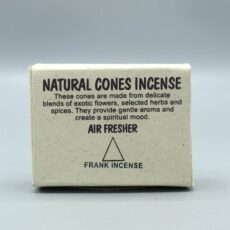 NATURAL CONES INCENSE
These cones are made from delicate
blends of exotic flowers, selected herbs and
spices. They provide gentle aroma and
create a spiritual mood.
AIR FRESHER
FRANK INCENSE